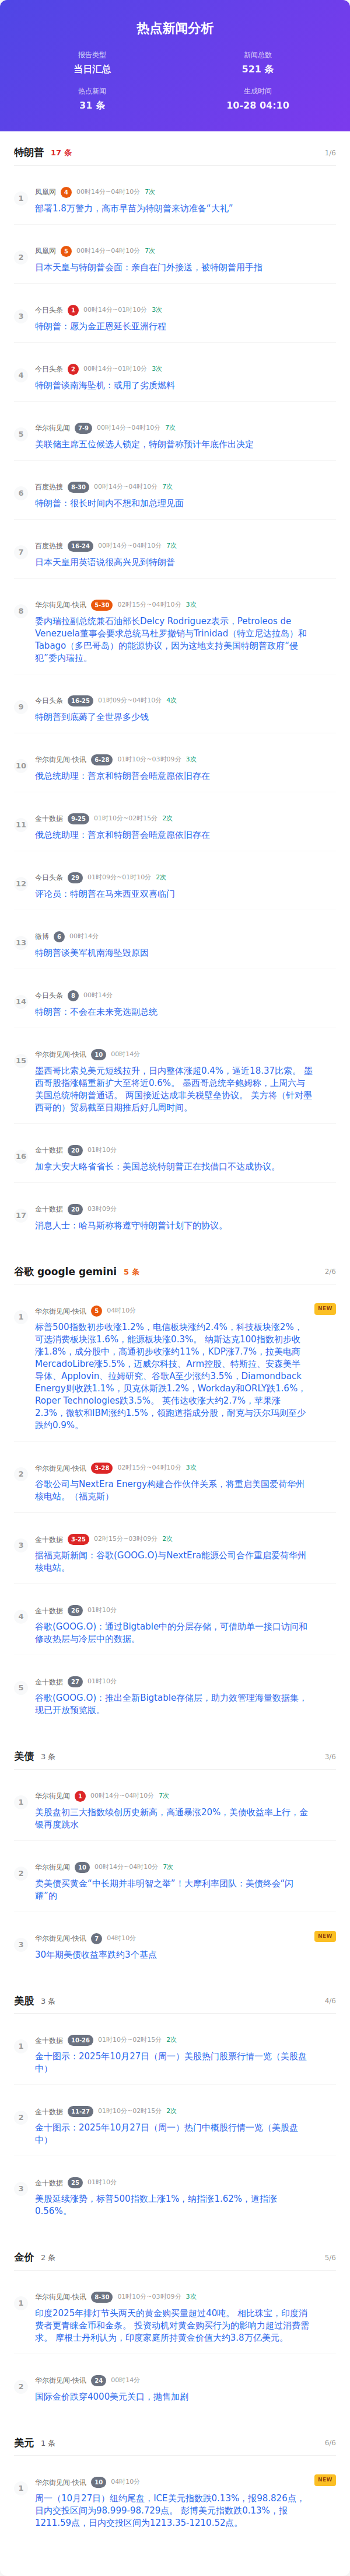 热点新闻分析
报告类型
当日汇总
新闻总数
521 条
热点新闻
31 条
生成时间
10-28 04:10
特朗普 17 条 1/6
1
凤凰网 4 00时14分~04时10分 7次
部署1.8万警力，高市早苗为特朗普来访准备“大礼”
2
凤凰网 5 00时14分~04时10分 7次
日本天皇与特朗普会面：亲自在门外接送，被特朗普用手指
3
今日头条 1 00时14分~01时10分 3次
特朗普：愿为金正恩延长亚洲行程
4
今日头条 2 00时14分~01时10分 3次
特朗普谈南海坠机：或用了劣质燃料
5
华尔街见闻 7-9 00时14分~04时10分 7次
美联储主席五位候选人锁定，特朗普称预计年底作出决定
6
百度热搜 8-30 00时14分~04时10分 7次
特朗普：很长时间内不想和加总理见面
7
百度热搜 16-24 00时14分~04时10分 7次
日本天皇用英语说很高兴见到特朗普
8
华尔街见闻-快讯 5-30 02时15分~04时10分 3次
委内瑞拉副总统兼石油部长Delcy Rodriguez表示，Petroleos de
Venezuela董事会要求总统马杜罗撤销与Trinidad（特立尼达拉岛）和
Tabago（多巴哥岛）的能源协议，因为这地支持美国特朗普政府“侵
犯”委内瑞拉。
9
今日头条 16-25 01时09分~04时10分 4次
特朗普到底薅了全世界多少钱
10
华尔街见闻-快讯 6-28 01时10分~03时09分 3次
俄总统助理：普京和特朗普会晤意愿依旧存在
11
金十数据 9-25 01时10分~02时15分 2次
俄总统助理：普京和特朗普会晤意愿依旧存在
12
今日头条 29 01时09分~01时10分 2次
评论员：特朗普在马来西亚双喜临门
13
微博 6 00时14分
特朗普谈美军机南海坠毁原因
14
今日头条 8 00时14分
特朗普：不会在未来竞选副总统
15
华尔街见闻-快讯 10 00时14分
墨西哥比索兑美元短线拉升，日内整体涨超0.4%，逼近18.37比索。 墨
西哥股指涨幅重新扩大至将近0.6%。 墨西哥总统辛鲍姆称，上周六与
美国总统特朗普通话。 两国接近达成非关税壁垒协议。 美方将（针对墨
西哥的）贸易截至日期推后好几周时间。
16
金十数据 20 01时10分
加拿大安大略省省长：美国总统特朗普正在找借口不达成协议。
17
金十数据 20 03时09分
消息人士：哈马斯称将遵守特朗普计划下的协议。
谷歌 google gemini 5 条 2/6
1
华尔街见闻-快讯 5 04时10分 NEW
标普500指数初步收涨1.2%，电信板块涨约2.4%，科技板块涨2%，
可选消费板块涨1.6%，能源板块涨0.3%。 纳斯达克100指数初步收
涨1.8%，成分股中，高通初步收涨约11%，KDP涨7.7%，拉美电商
MercadoLibre涨5.5%，迈威尔科技、Arm控股、特斯拉、安森美半
导体、Applovin、拉姆研究、谷歌A至少涨约3.5%，Diamondback
Energy则收跌1.1%，贝克休斯跌1.2%，Workday和ORLY跌1.6%，
Roper Technologies跌3.5%。 英伟达收涨大约2.7%，苹果涨
2.3%，微软和IBM涨约1.5%，领跑道指成分股，耐克与沃尔玛则至少
跌约0.9%。
2
华尔街见闻-快讯 3-28 02时15分~04时10分 3次
谷歌公司与NextEra Energy构建合作伙伴关系，将重启美国爱荷华州
核电站。（福克斯）
3
金十数据 3-25 02时15分~03时09分 2次
据福克斯新闻：谷歌(GOOG.O)与NextEra能源公司合作重启爱荷华州
核电站。
4
金十数据 26 01时10分
谷歌(GOOG.O)：通过Bigtable中的分层存储，可借助单一接口访问和
修改热层与冷层中的数据。
5
金十数据 27 01时10分
谷歌(GOOG.O)：推出全新Bigtable存储层，助力效管理海量数据集，
现已开放预览版。
美债 3 条 3/6
1
华尔街见闻 1 00时14分~04时10分 7次
美股盘初三大指数续创历史新高，高通暴涨20%，美债收益率上行，金
银再度跳水
2
华尔街见闻 10 00时14分~04时10分 7次
卖美债买黄金“中长期并非明智之举”！大摩利率团队：美债终会“闪
耀”的
3
华尔街见闻-快讯 7 04时10分 NEW
30年期美债收益率跌约3个基点
美股 3 条 4/6
1
金十数据 10-26 01时10分~02时15分 2次
金十图示：2025年10月27日（周一）美股热门股票行情一览（美股盘
中）
2
金十数据 11-27 01时10分~02时15分 2次
金十图示：2025年10月27日（周一）热门中概股行情一览（美股盘
中）
3
金十数据 25 01时10分
美股延续涨势，标普500指数上涨1%，纳指涨1.62%，道指涨
0.56%。
金价 2 条 5/6
1
华尔街见闻-快讯 8-30 01时10分~03时09分 3次
印度2025年排灯节头两天的黄金购买量超过40吨。 相比珠宝，印度消
费者更青睐金币和金条。 投资动机对黄金购买行为的影响力超过消费需
求。 摩根士丹利认为，印度家庭所持黄金价值大约3.8万亿美元。
2
华尔街见闻-快讯 24 00时14分
国际金价跌穿4000美元关口，抛售加剧
美元 1 条 6/6
1
华尔街见闻-快讯 10 04时10分 NEW
周一（10月27日）纽约尾盘，ICE美元指数跌0.13%，报98.826点，
日内交投区间为98.999-98.729点。 彭博美元指数跌0.13%，报
1211.59点，日内交投区间为1213.35-1210.52点。